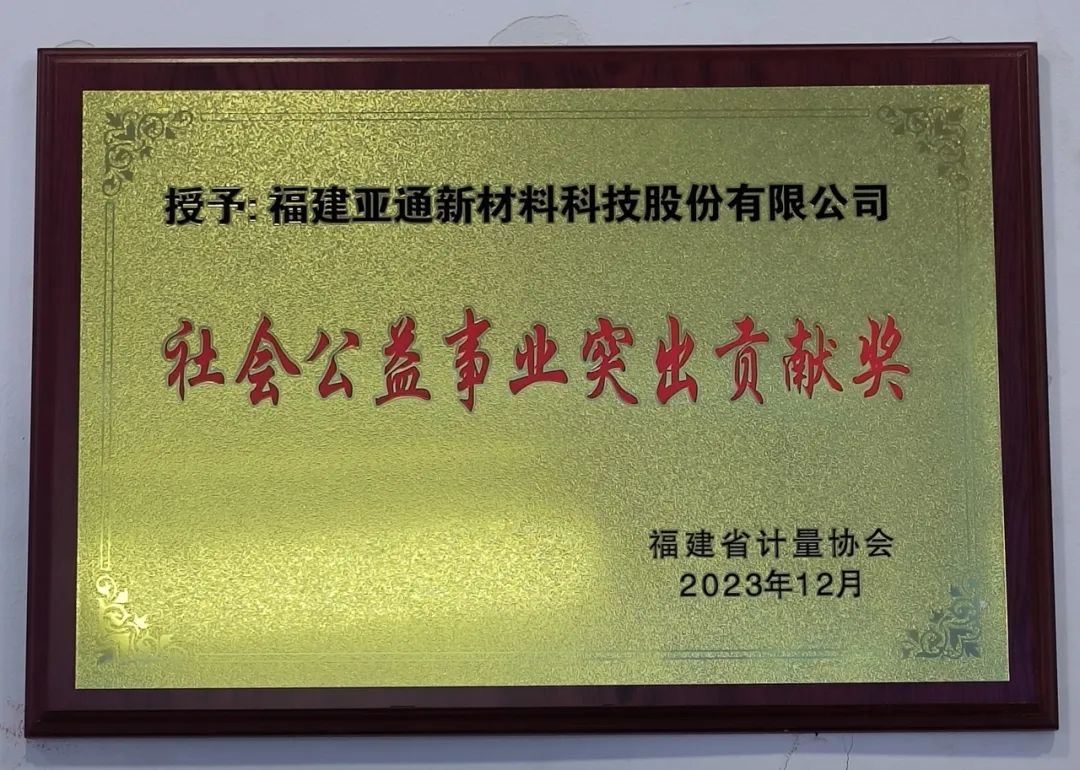 授予: 福建亚通新材料科技股份有限公司
社会公益事业突出贡献奖
福建省计量协会
2023年12月